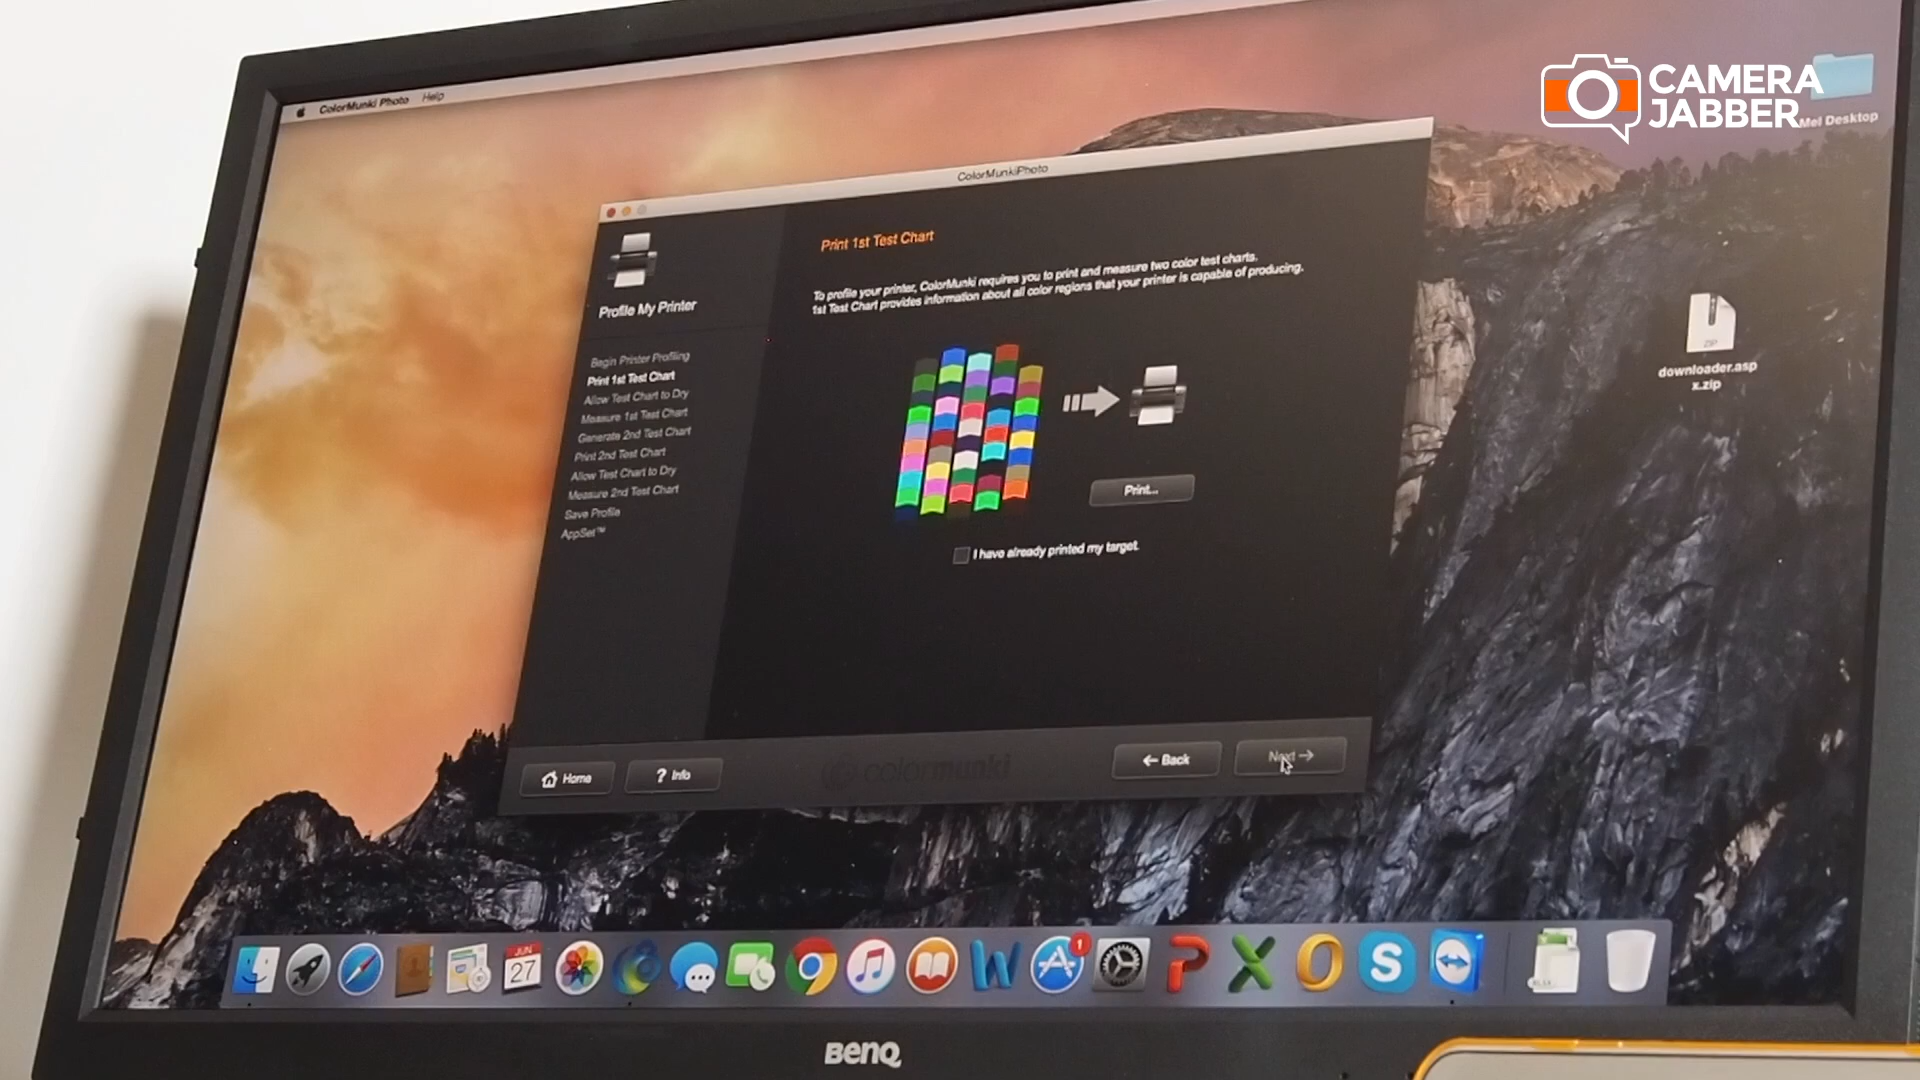 CAMERA
JABBER
ColorMunki Photo Help
Mel Desktop
ColorMunkiPhoto
Profile My Printer
Begin Printer Profiling
Print 1st Test Chart
Allow Test Chart to Dry
Measure 1st Test Chart
Generate 2nd Test Chart
Print 2nd Test Chart
Allow Test Chart to Dry
Measure 2nd Test Chart
Save Profile
AppSet™
Print 1st Test Chart
To profile your printer, ColorMunki requires you to print and measure two color test charts.
1st Test Chart provides information about all color regions that your printer is capable of producing.
Print...
I have already printed my target.
Home
? Info
colormunki
← Back
Next →
ZIP
downloader.asp
x.zip
JUN
27
W
1
P
X
O
S
XLSX
BenQ